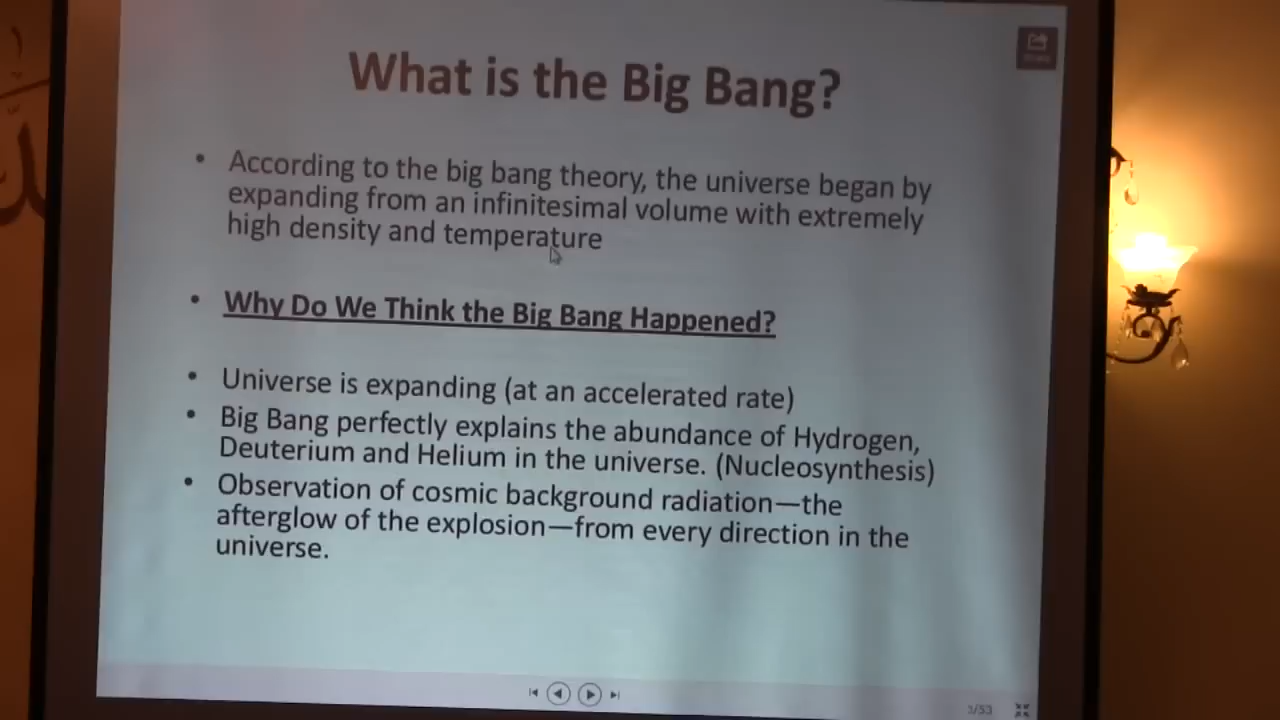 What is the Big Bang?
• According to the big bang theory, the universe began by
expanding from an infinitesimal volume with extremely
high density and temperature
• Why Do We Think the Big Bang Happened?
• Universe is expanding (at an accelerated rate)
• Big Bang perfectly explains the abundance of Hydrogen,
Deuterium and Helium in the universe. (Nucleosynthesis)
• Observation of cosmic background radiation—the
afterglow of the explosion—from every direction in the
universe.
3/53